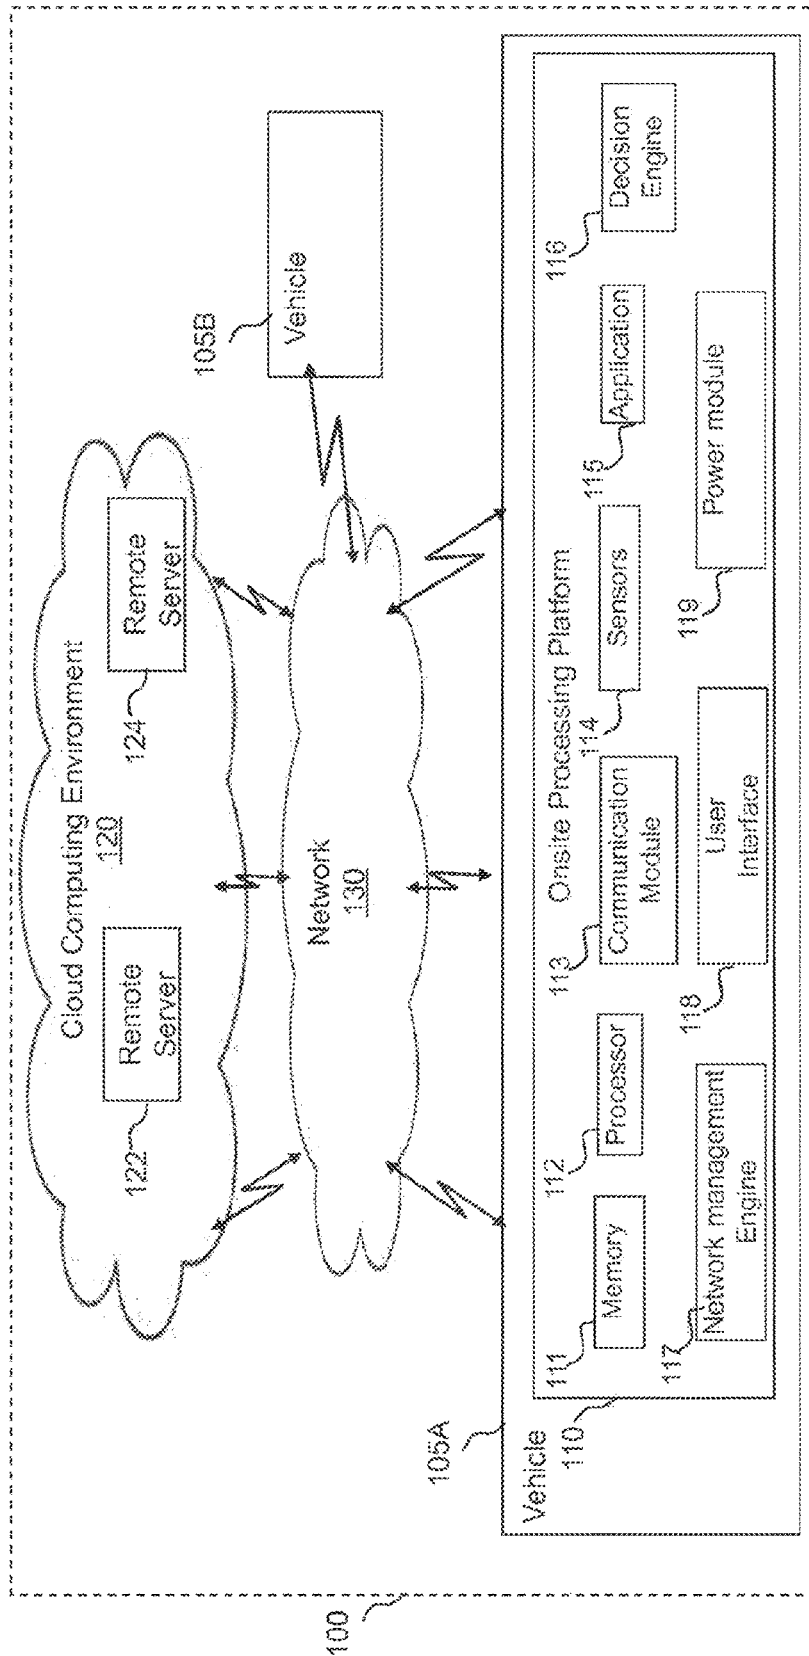 100
Cloud Computing Environment
120
122
Remote
Server
124
Remote
Server
Network
130
105B
Vehicle
105A
Vehicle
110
Onsite Processing Platform
111
Memory
112
Processor
113
Communication
Module
114
Sensors
115
Application
116
Decision
Engine
117
Network management
Engine
118
User
Interface
119
Power module